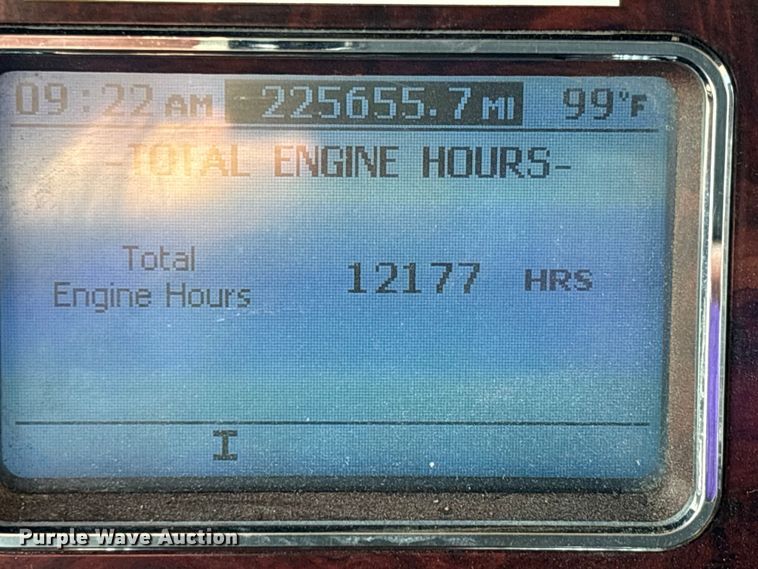 09:22 AM 225655.7 MI 99°F
-TOTAL ENGINE HOURS-
Total
Engine Hours 12177 HRS
I
Purple Wave Auction